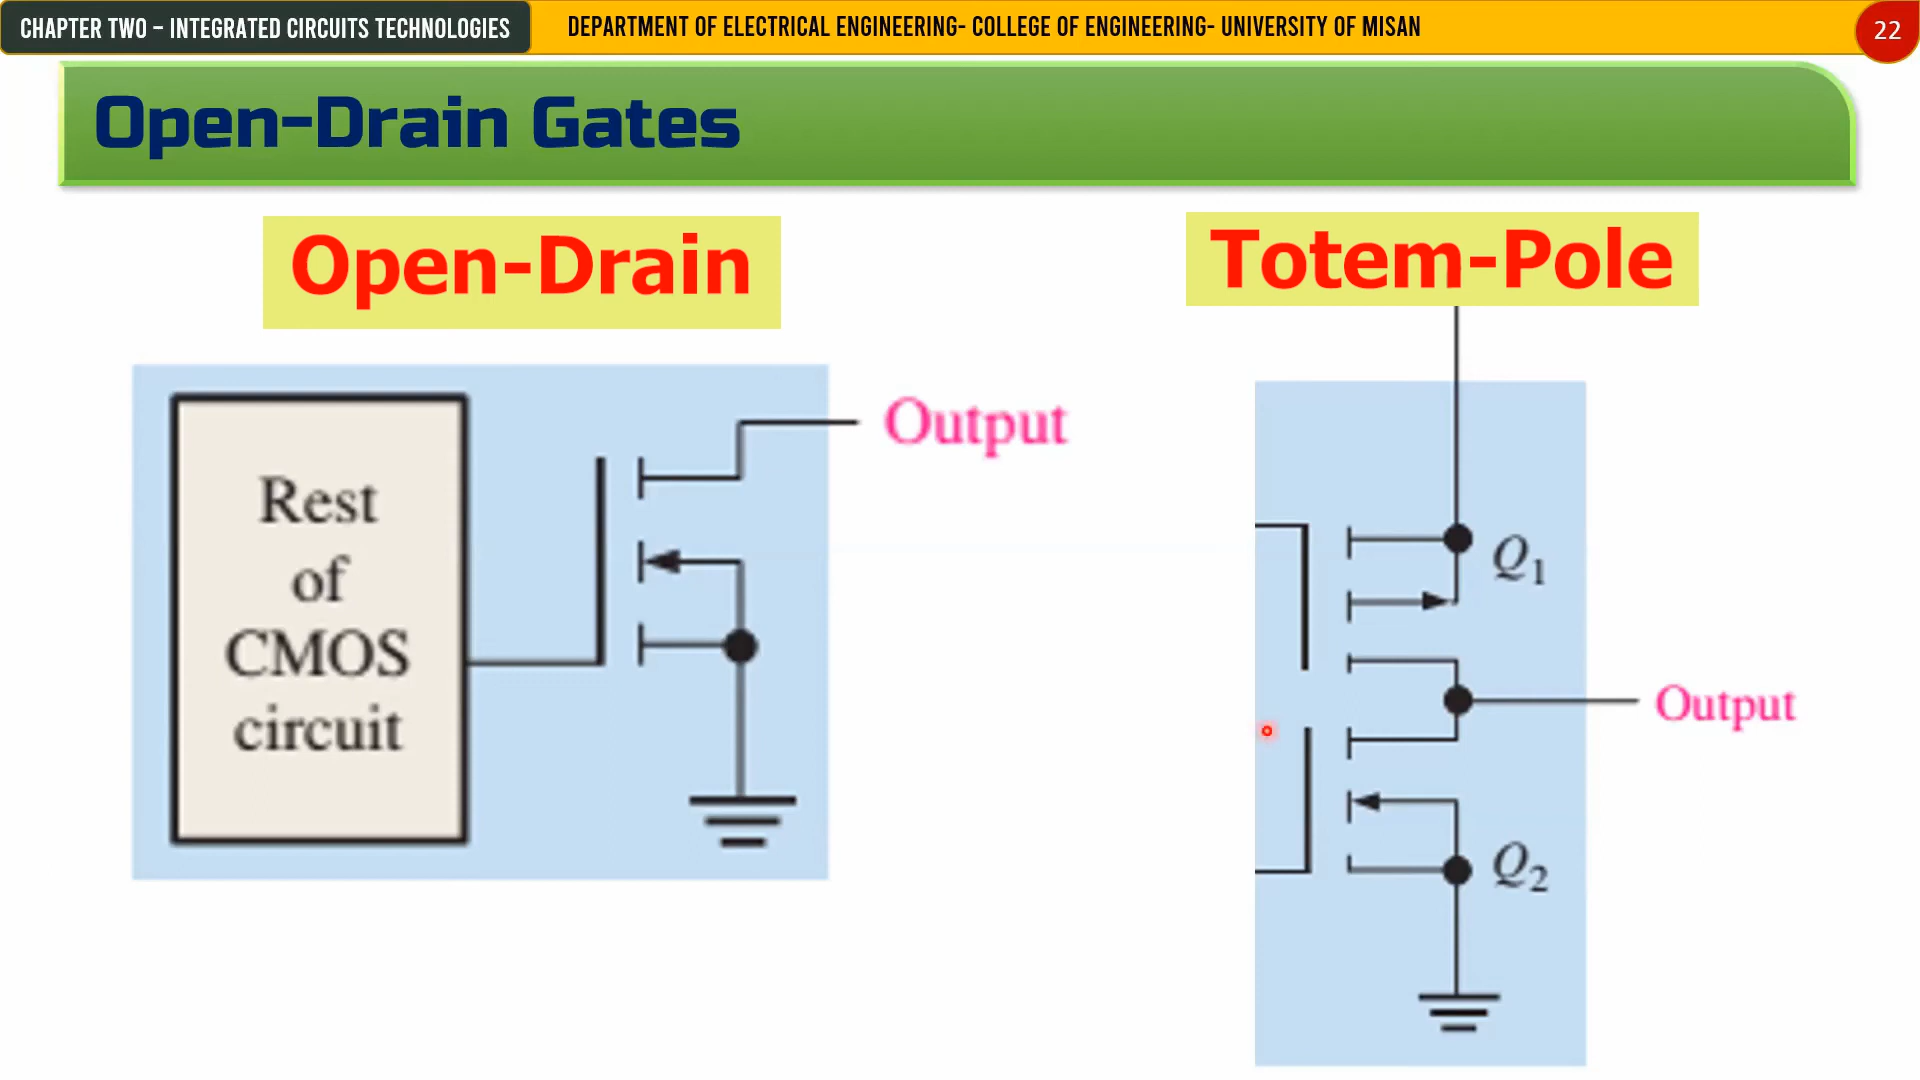 CHAPTER TWO – INTEGRATED CIRCUITS TECHNOLOGIES
DEPARTMENT OF ELECTRICAL ENGINEERING- COLLEGE OF ENGINEERING- UNIVERSITY OF MISAN
22
Open-Drain Gates
Open-Drain
Totem-Pole
Rest
of
CMOS
circuit
Output
Q1
Output
Q2